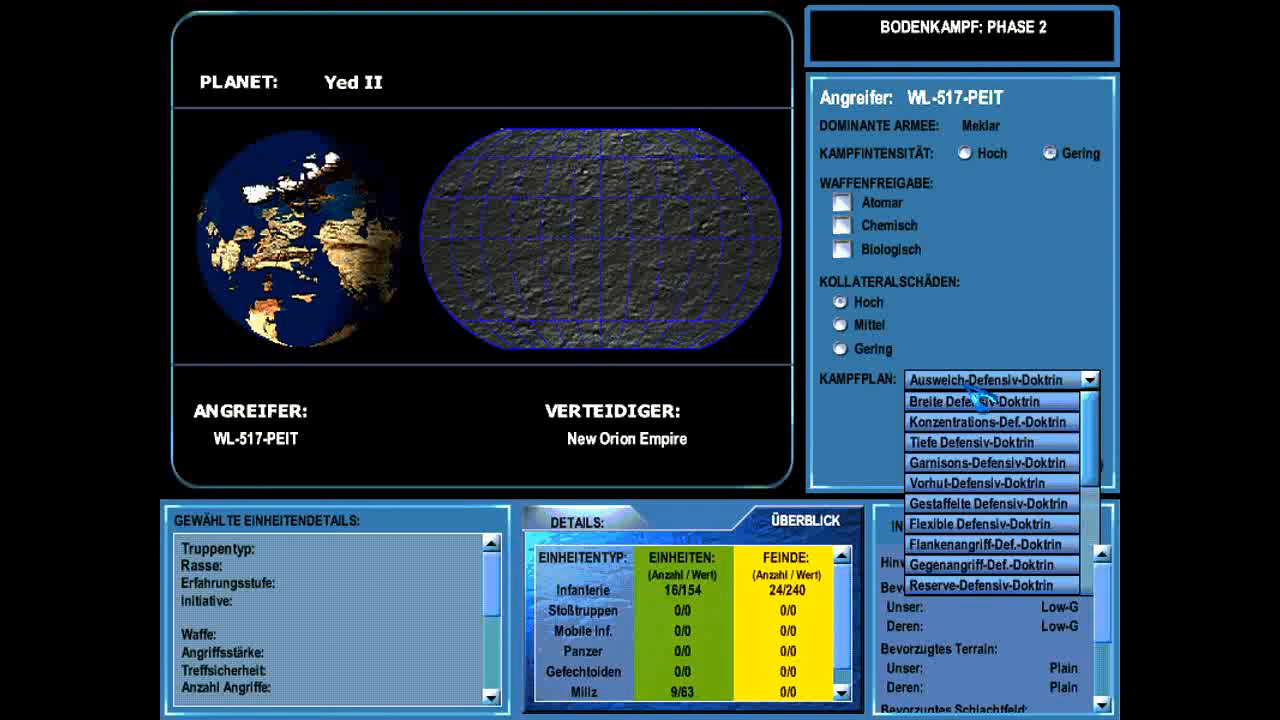 PLANET: Yed II
ANGREIFER:
WL-517-PEIT
VERTEIDIGER:
New Orion Empire
BODENKAMPF: PHASE 2
Angreifer: WL-517-PEIT
DOMINANTE ARMEE: Meklar
KAMPFINTENSITÄT: Hoch Gering
WAFFENFREIGABE:
Atomar
Chemisch
Biologisch
KOLLATERALSCHÄDEN:
Hoch
Mittel
Gering
KAMPFPLAN: Ausweich-Defensiv-Doktrin
Breite Defensiv-Doktrin
Konzentrations-Def.-Doktrin
Tiefe Defensiv-Doktrin
Garnisons-Defensiv-Doktrin
Vorhut-Defensiv-Doktrin
Gestaffelte Defensiv-Doktrin
Flexible Defensiv-Doktrin
Flankenangriff-Def.-Doktrin
Gegenangriff-Def.-Doktrin
Reserve-Defensiv-Doktrin
GEWÄHLTE EINHEITENDETAILS:
Truppentyp:
Rasse:
Erfahrungsstufe:
Initiative:
Waffe:
Angriffsstärke:
Treffsicherheit:
Anzahl Angriffe:
DETAILS: ÜBERBLICK
EINHEITENTYP: EINHEITEN: FEINDE:
(Anzahl / Wert) (Anzahl / Wert)
Infanterie 16/154 24/240
Stoßtruppen 0/0 0/0
Mobile Inf. 0/0 0/0
Panzer 0/0 0/0
Gefechtoiden 0/0 0/0
Miliz 9/63 0/0
Unser: Low-G
Deren: Low-G
Bevorzugtes Terrain:
Unser: Plain
Deren: Plain
Bevorzugtes Schlachtfeld: